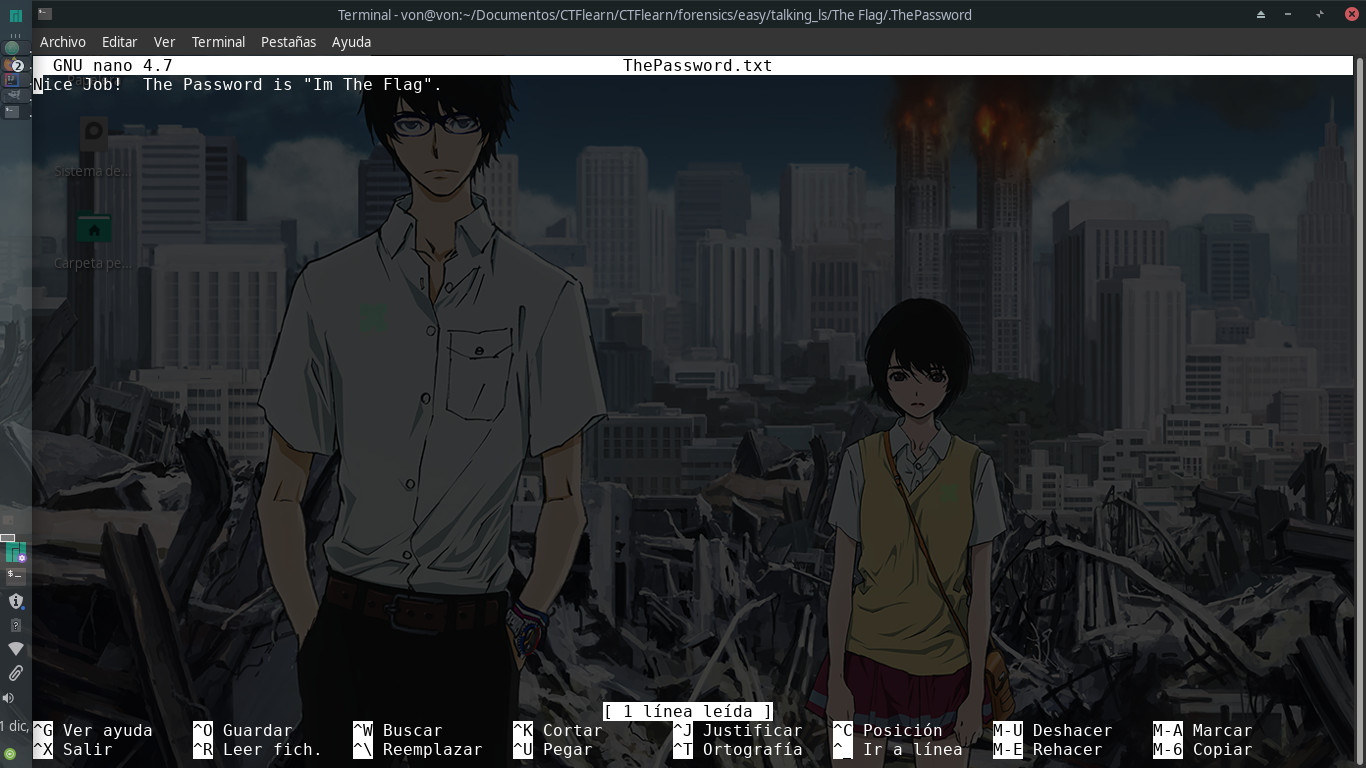 Terminal - von@von:~/Documentos/CTFlearn/CTFlearn/forensics/easy/talking_ls/The Flag/.ThePassword
Archivo Editar Ver Terminal Pestañas Ayuda
GNU nano 4.7 ThePassword.txt
Nice Job!  The Password is "Im The Flag".
2
Sistema de...
Carpeta pe...
[ 1 línea leída ]
^G Ver ayuda ^O Guardar ^W Buscar ^K Cortar ^J Justificar ^C Posición M-U Deshacer M-A Marcar
^X Salir ^R Leer fich. ^\ Reemplazar ^U Pegar ^T Ortografía ^_ Ir a línea M-E Rehacer M-6 Copiar
1 dic,